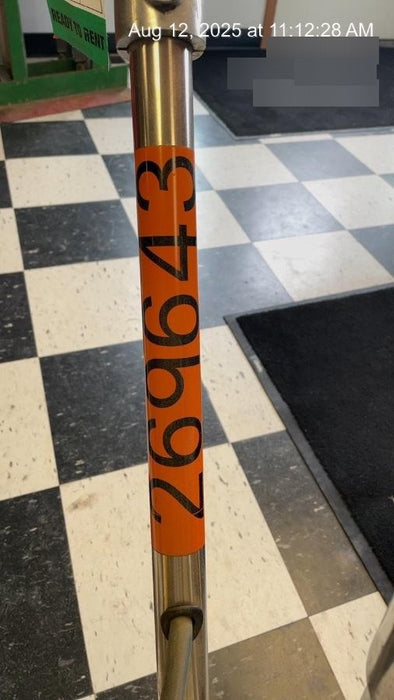 Aug 12, 2025 at 11:12:28 AM
READY TO RENT
269643